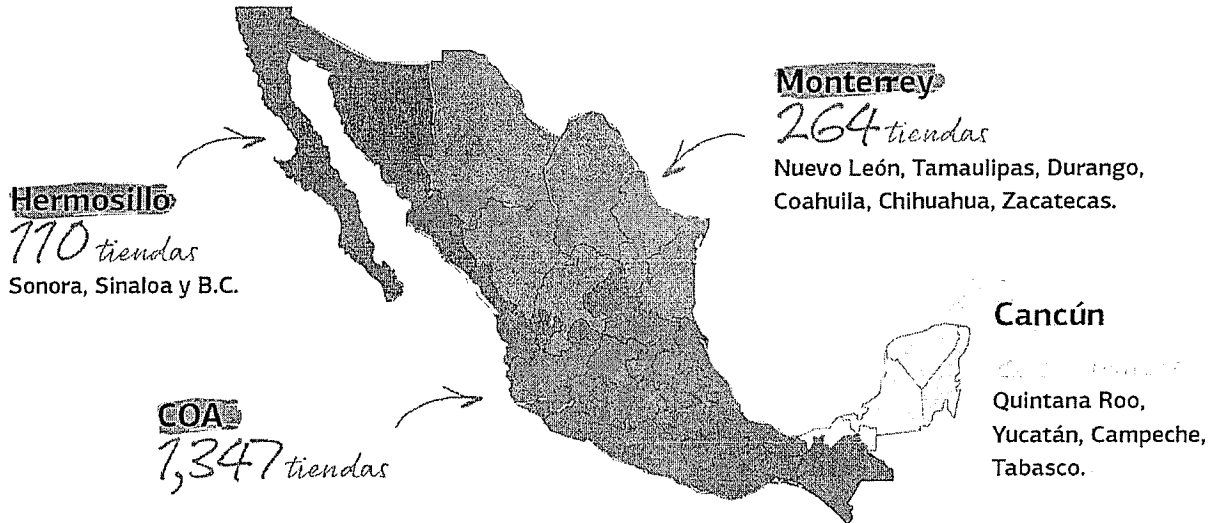 Monterrey
264 tiendas
Nuevo León, Tamaulipas, Durango,
Coahuila, Chihuahua, Zacatecas.
Hermosillo
110 tiendas
Sonora, Sinaloa y B.C.
Cancún
Quintana Roo,
Yucatán, Campeche,
Tabasco.
COA
1,347 tiendas